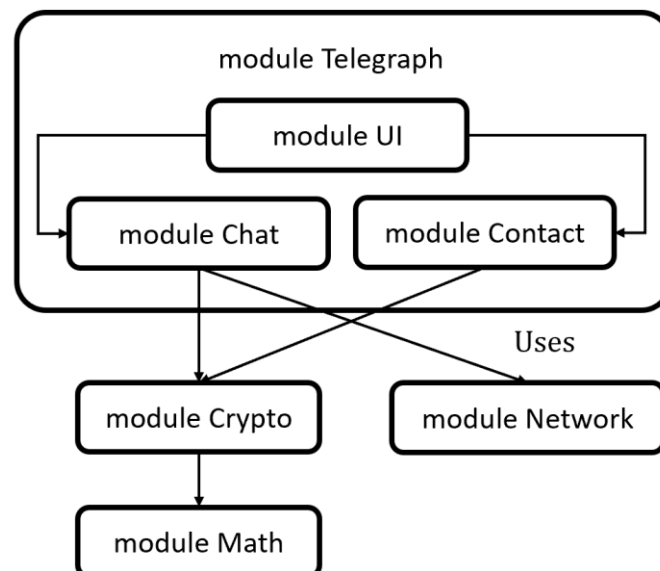 module Telegraph
module UI
module Chat
module Contact
Uses
module Crypto
module Network
module Math